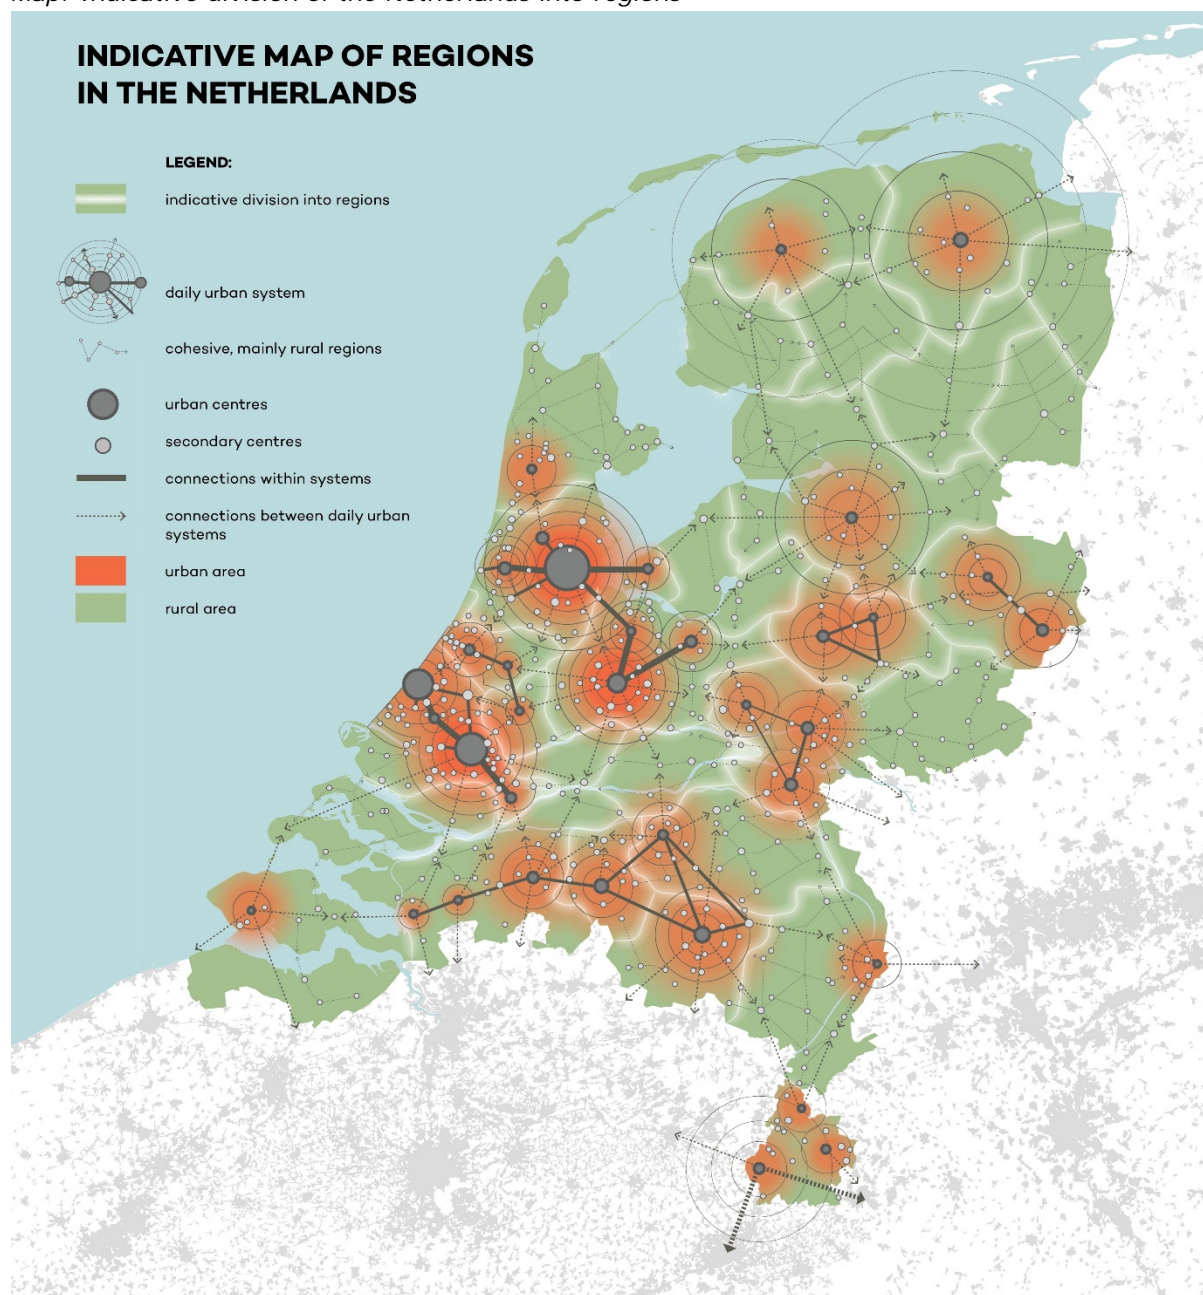 INDICATIVE MAP OF REGIONS
IN THE NETHERLANDS
LEGEND:
indicative division into regions
daily urban system
cohesive, mainly rural regions
urban centres
secondary centres
connections within systems
connections between daily urban
systems
urban area
rural area